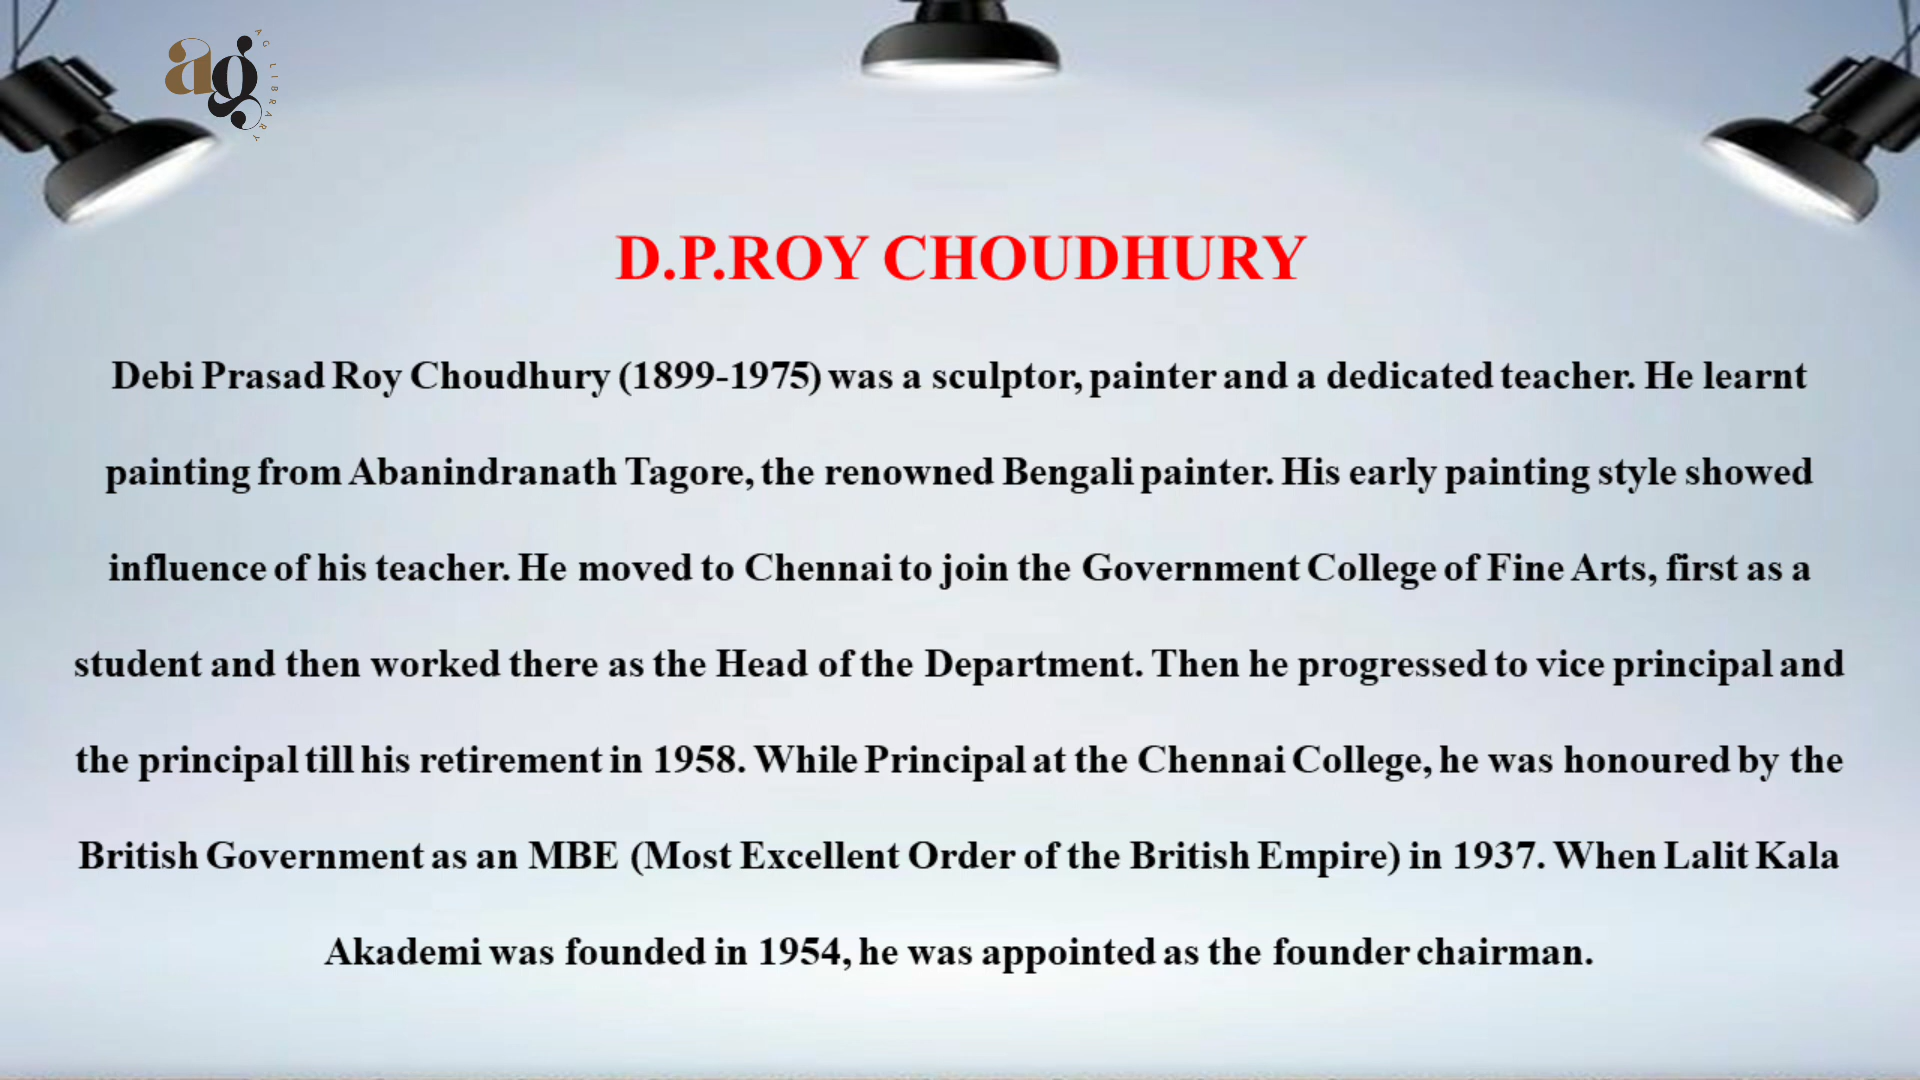 ag
AG LIBRARY
D.P.ROY CHOUDHURY
Debi Prasad Roy Choudhury (1899-1975) was a sculptor, painter and a dedicated teacher. He learnt
painting from Abanindranath Tagore, the renowned Bengali painter. His early painting style showed
influence of his teacher. He moved to Chennai to join the Government College of Fine Arts, first as a
student and then worked there as the Head of the Department. Then he progressed to vice principal and
the principal till his retirement in 1958. While Principal at the Chennai College, he was honoured by the
British Government as an MBE (Most Excellent Order of the British Empire) in 1937. When Lalit Kala
Akademi was founded in 1954, he was appointed as the founder chairman.